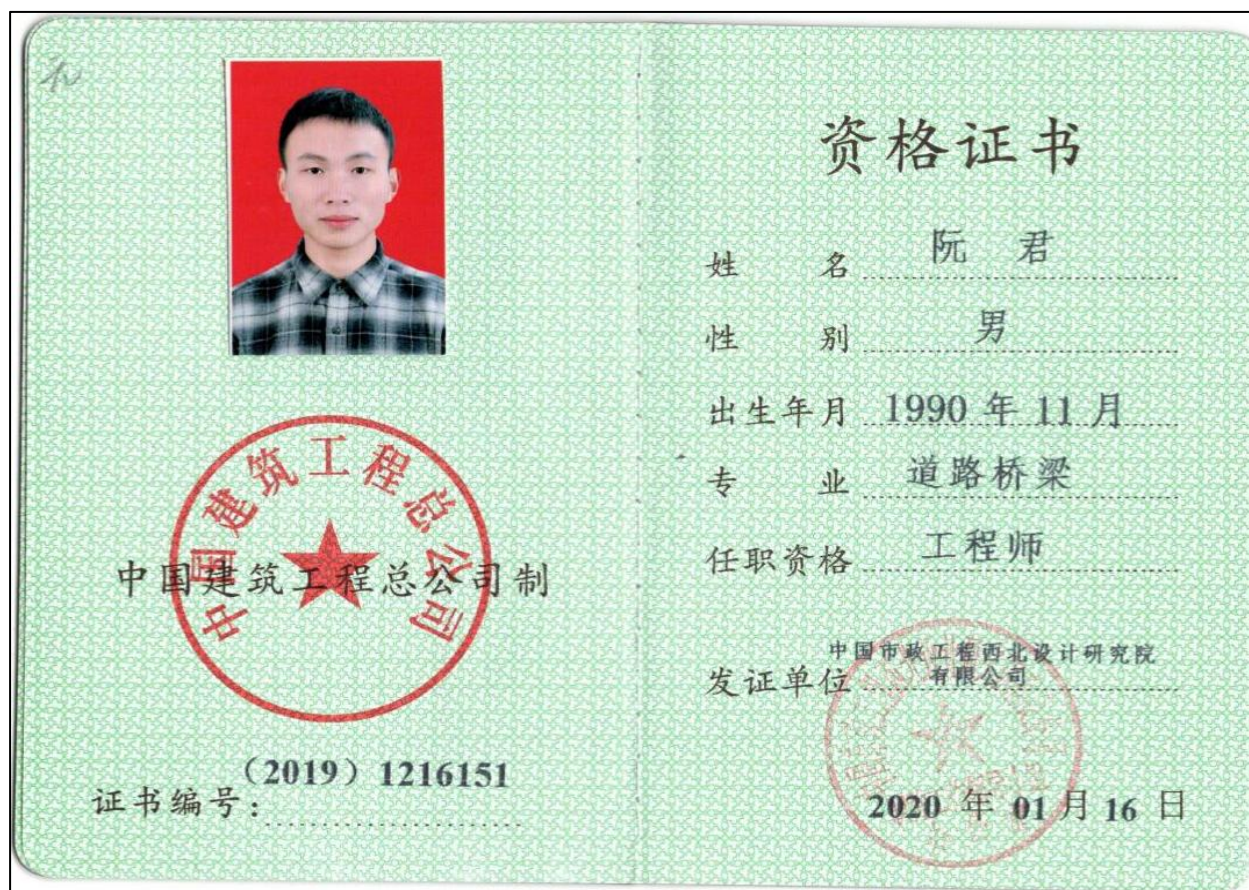 中国建筑工程总公司
中国建筑工程总公司制
证书编号：（2019）1216151
资格证书
姓 名 阮 君
性 别 男
出生年月 1990 年 11 月
专 业 道路桥梁
任职资格 工程师
发证单位 中国市政工程西北设计研究院
有限公司
2020 年 01 月 16 日